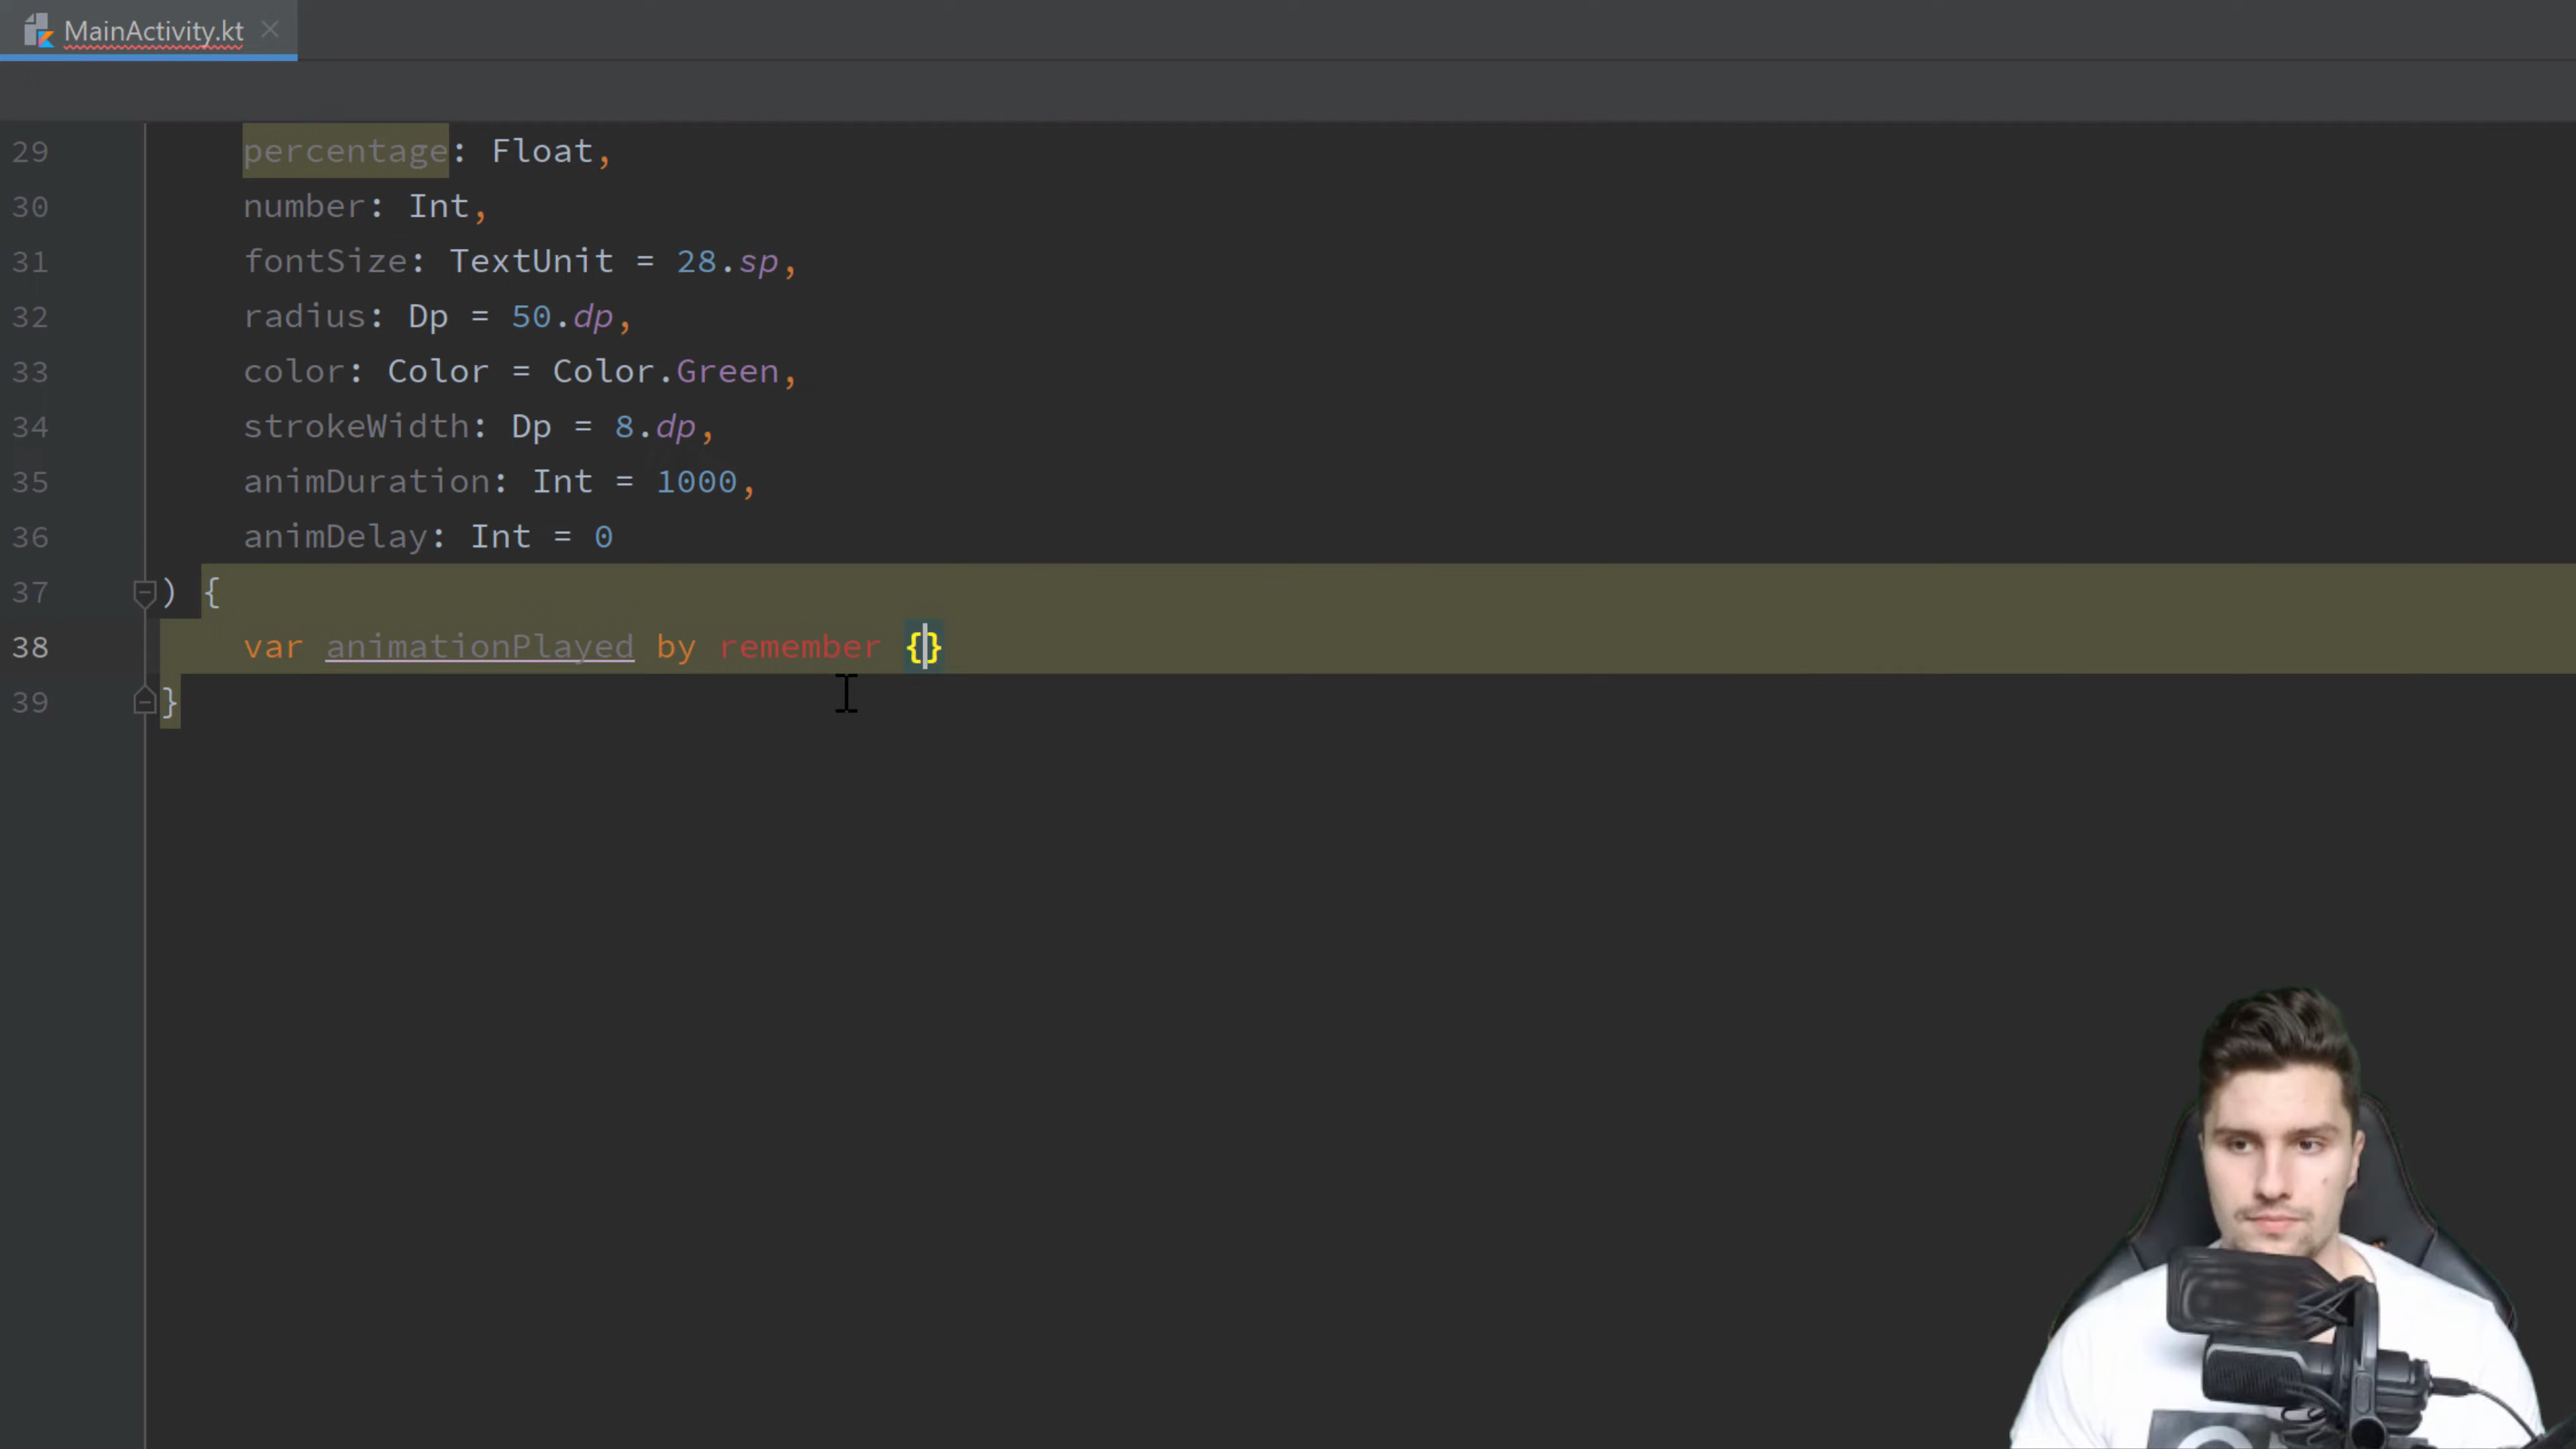 MainActivity.kt
29 percentage: Float,
30 number: Int,
31 fontSize: TextUnit = 28.sp,
32 radius: Dp = 50.dp,
33 color: Color = Color.Green,
34 strokeWidth: Dp = 8.dp,
35 animDuration: Int = 1000,
36 animDelay: Int = 0
37 ) {
38 var animationPlayed by remember {}
39 }